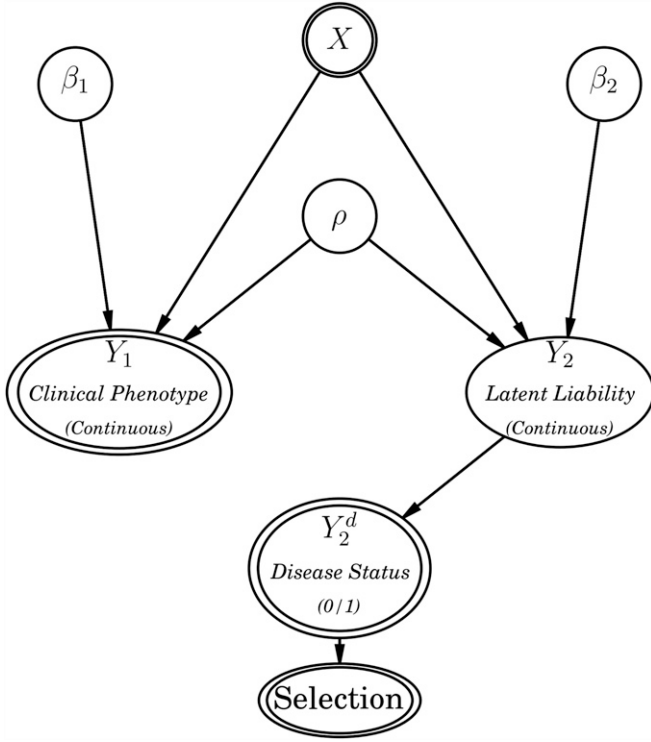 X
β₁
β₂
ρ
Y₁
Clinical Phenotype
(Continuous)
Y₂
Latent Liability
(Continuous)
Y₂ᵈ
Disease Status
(0/1)
Selection